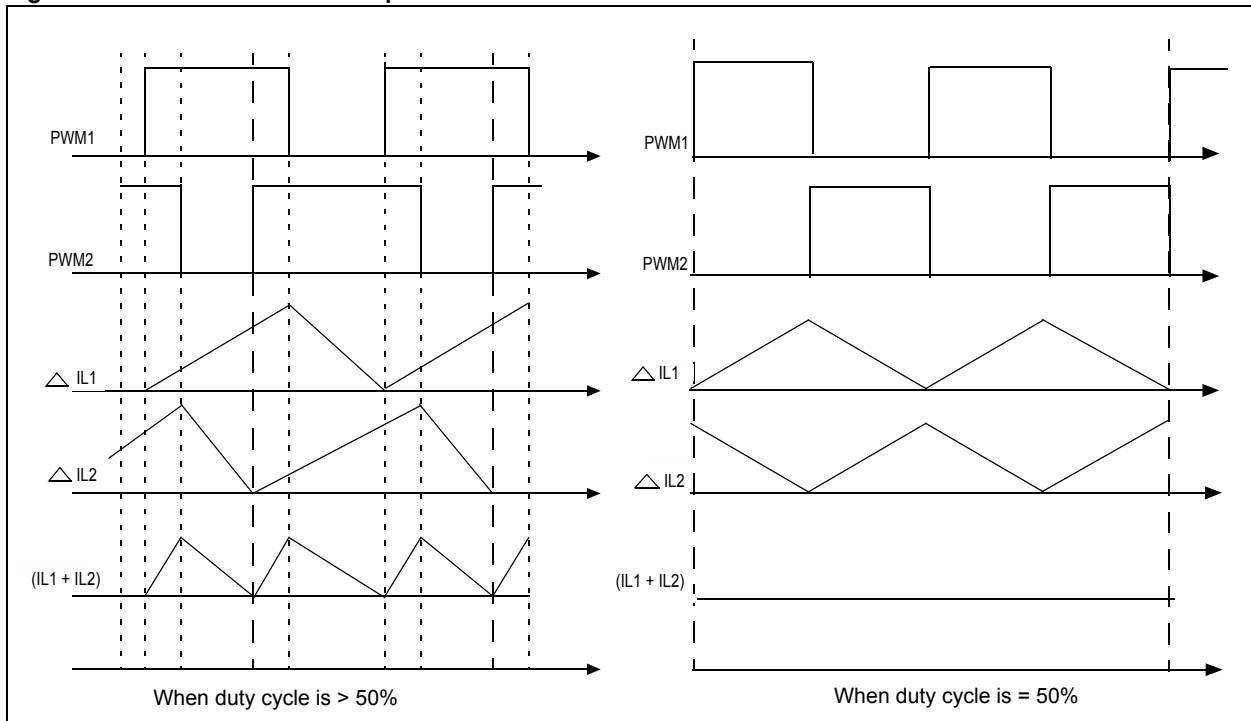 PWM1
PWM2
△ IL1
△ IL2
(IL1 + IL2)
When duty cycle is > 50%
PWM1
PWM2
△ IL1
△ IL2
(IL1 + IL2)
When duty cycle is = 50%